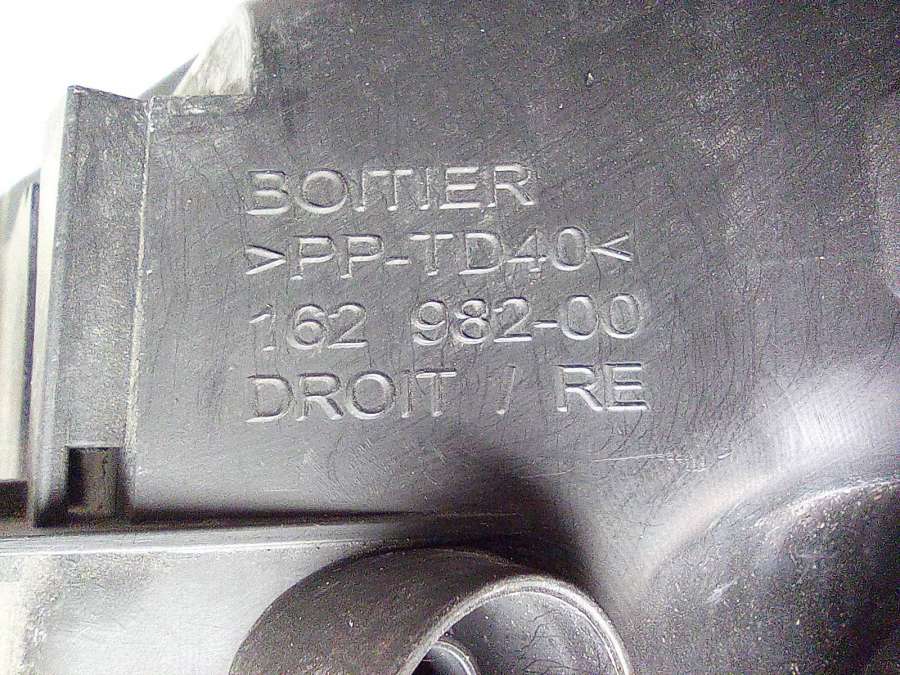 BOITIER
>PP-TD40<
162 982-00
DROIT / RE